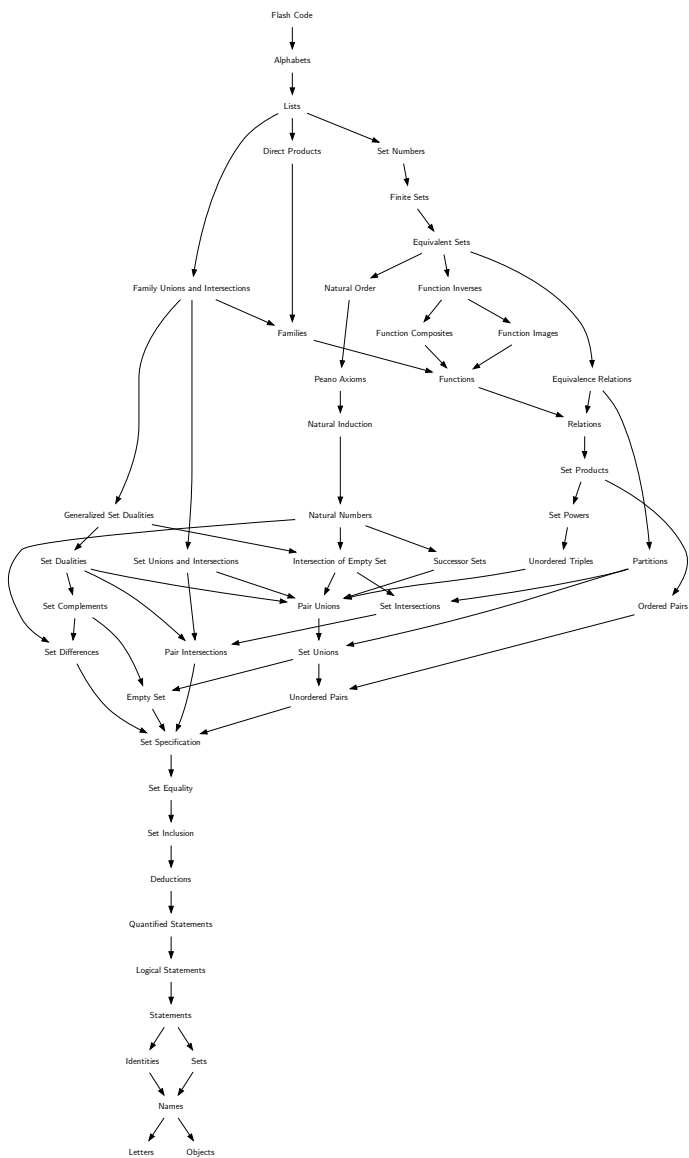 Flash Code
Alphabets
Lists
Direct Products
Set Numbers
Finite Sets
Equivalent Sets
Family Unions and Intersections
Natural Order
Function Inverses
Families
Function Composites
Function Images
Peano Axioms
Functions
Equivalence Relations
Natural Induction
Relations
Set Products
Generalized Set Dualities
Natural Numbers
Set Powers
Set Dualities
Set Unions and Intersections
Intersection of Empty Set
Successor Sets
Unordered Triples
Partitions
Set Complements
Pair Unions
Set Intersections
Ordered Pairs
Set Differences
Pair Intersections
Set Unions
Empty Set
Unordered Pairs
Set Specification
Set Equality
Set Inclusion
Deductions
Quantified Statements
Logical Statements
Statements
Identities
Sets
Names
Letters
Objects